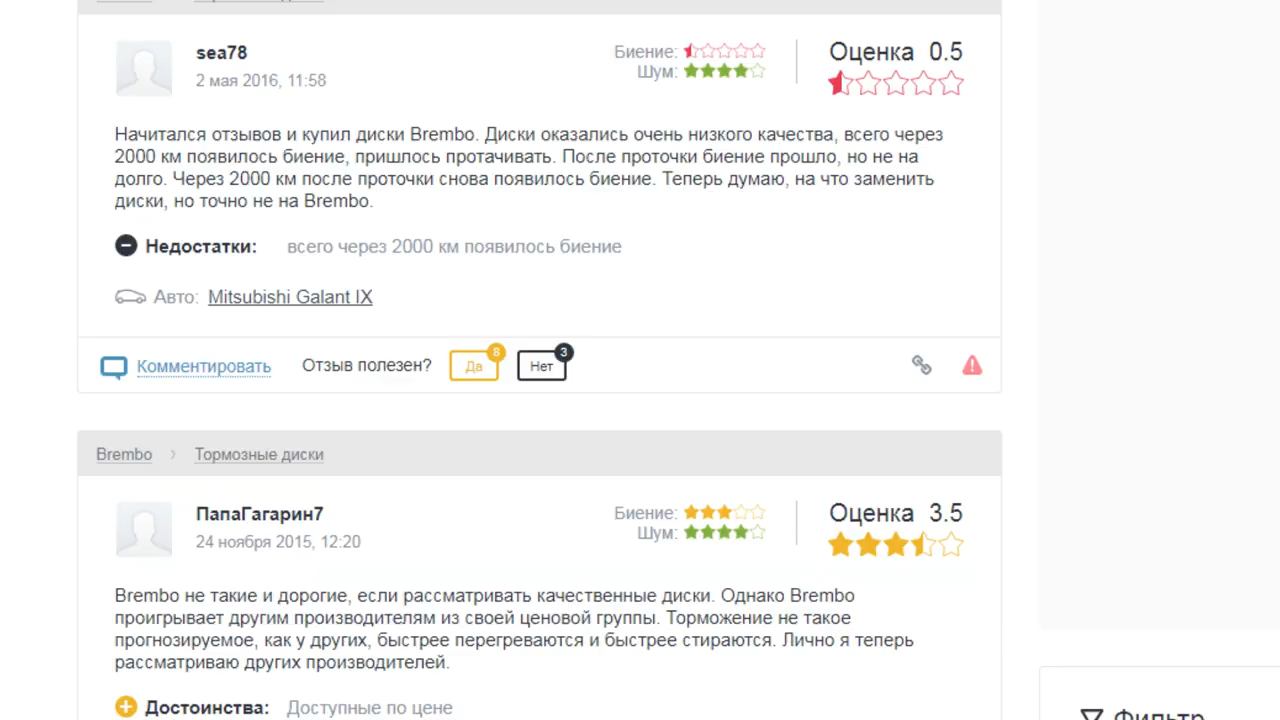 sea78
2 мая 2016, 11:58
Биение:
Шум:
Оценка 0.5
Начитался отзывов и купил диски Brembo. Диски оказались очень низкого качества, всего через
2000 км появилось биение, пришлось протачивать. После проточки биение прошло, но не на
долго. Через 2000 км после проточки снова появилось биение. Теперь думаю, на что заменить
диски, но точно не на Brembo.
Недостатки: всего через 2000 км появилось биение
Авто: Mitsubishi Galant IX
Комментировать Отзыв полезен? Да 8 Нет 3
Brembo › Тормозные диски
ПапаГагарин7
24 ноября 2015, 12:20
Биение:
Шум:
Оценка 3.5
Brembo не такие и дорогие, если рассматривать качественные диски. Однако Brembo
проигрывает другим производителям из своей ценовой группы. Торможение не такое
прогнозируемое, как у других, быстрее перегреваются и быстрее стираются. Лично я теперь
рассматриваю других производителей.
Достоинства: Доступные по цене
Фильтр